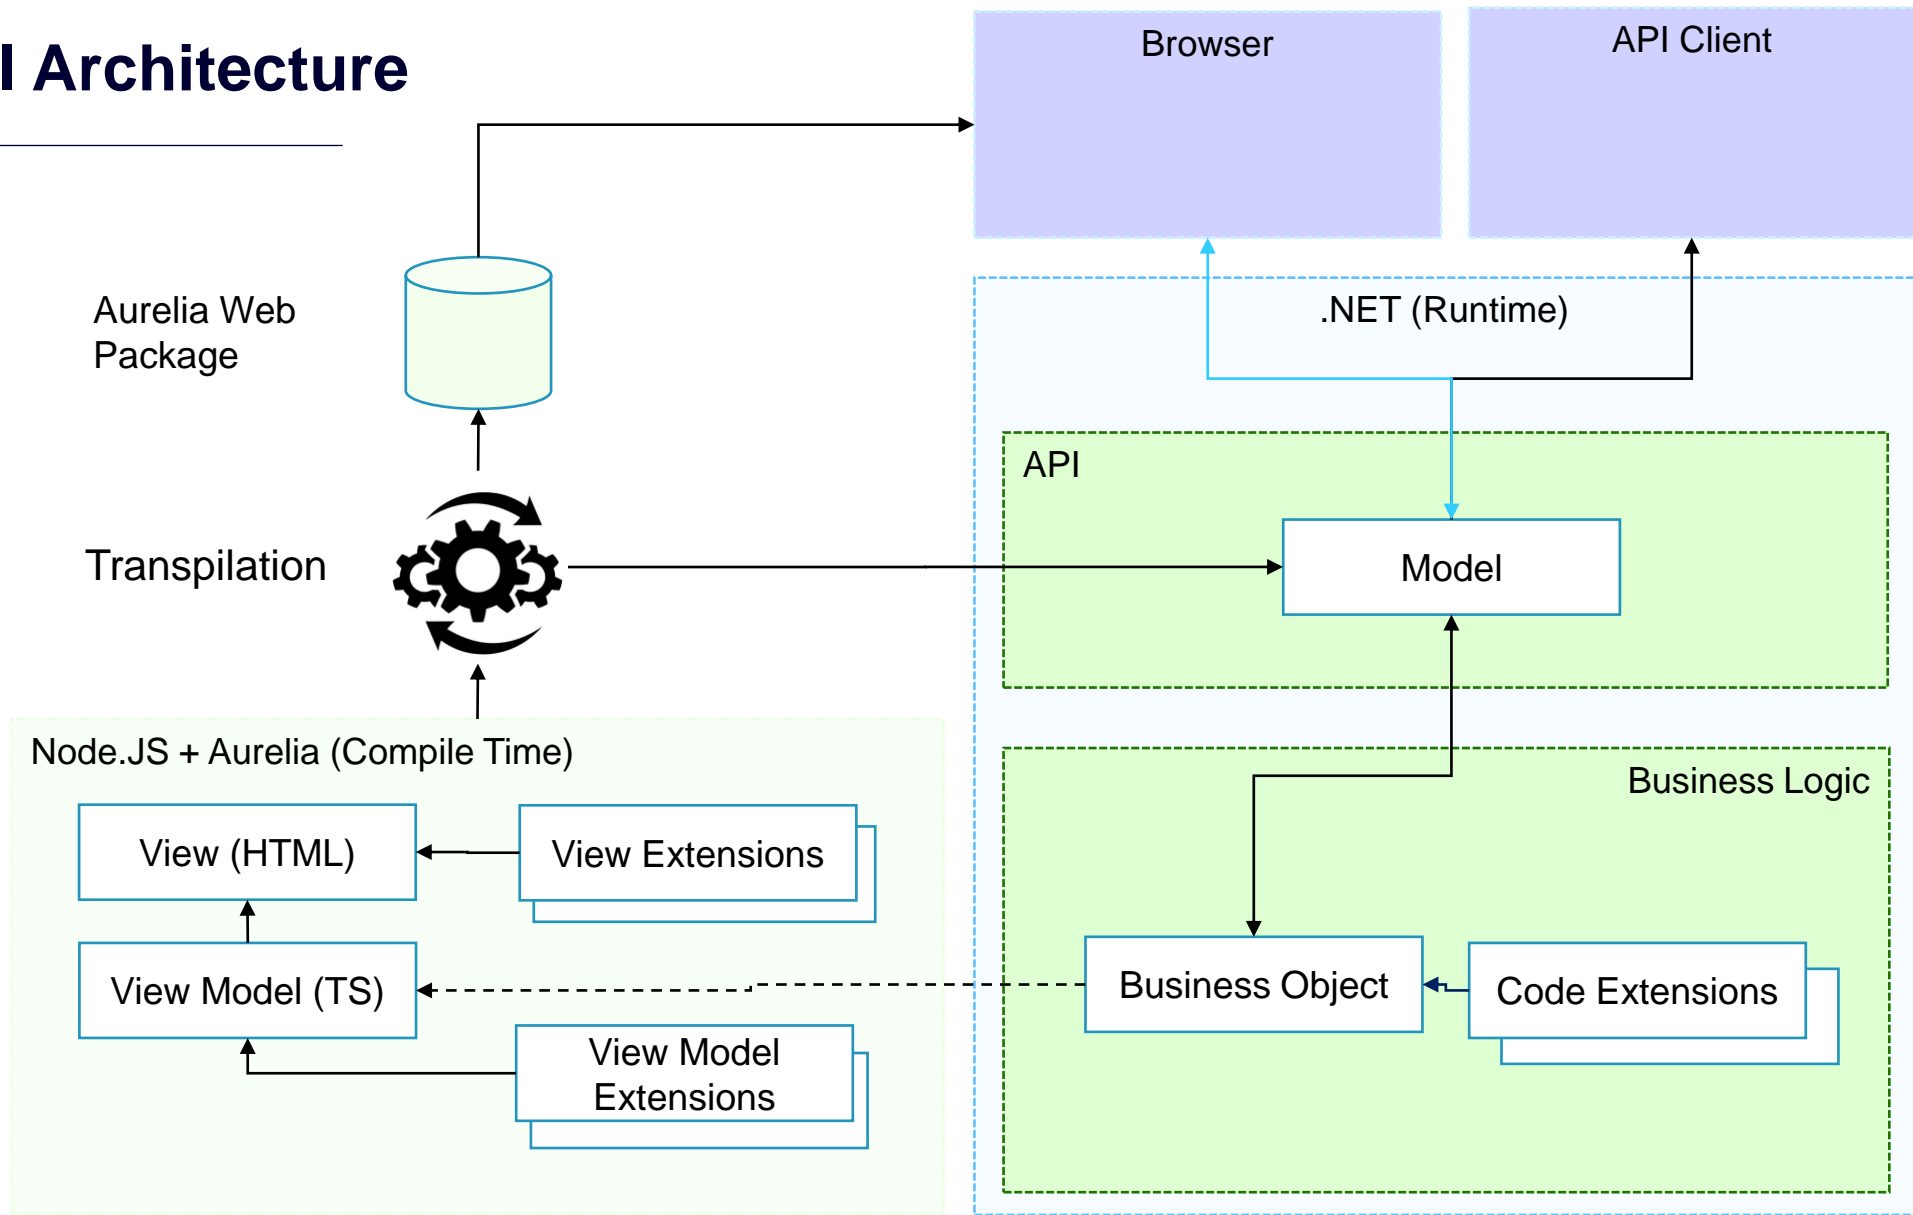 Architecture
Browser
API Client
Aurelia Web
Package
.NET (Runtime)
API
Transpilation
Model
Node.JS + Aurelia (Compile Time)
Business Logic
View (HTML)
View Extensions
View Model (TS)
Business Object
Code Extensions
View Model
Extensions